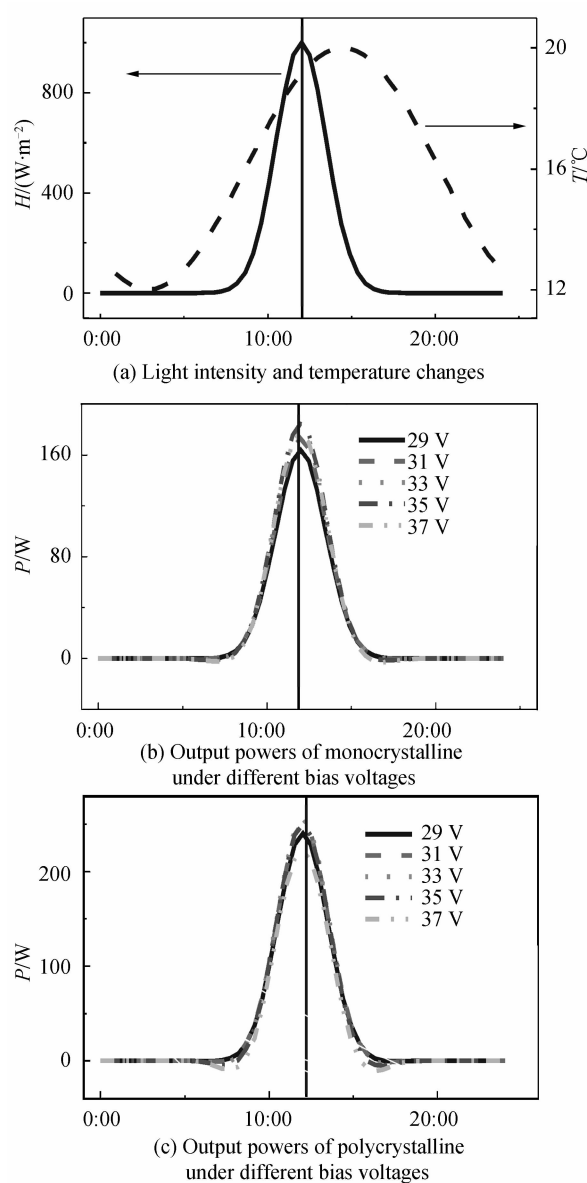 H/(W·m⁻²)
800
400
0
20
16
12
T/℃
0:00 10:00 20:00
(a) Light intensity and temperature changes
P/W
160
80
0
29 V
31 V
33 V
35 V
37 V
0:00 10:00 20:00
(b) Output powers of monocrystalline
under different bias voltages
P/W
200
100
0
29 V
31 V
33 V
35 V
37 V
0:00 10:00 20:00
(c) Output powers of polycrystalline
under different bias voltages